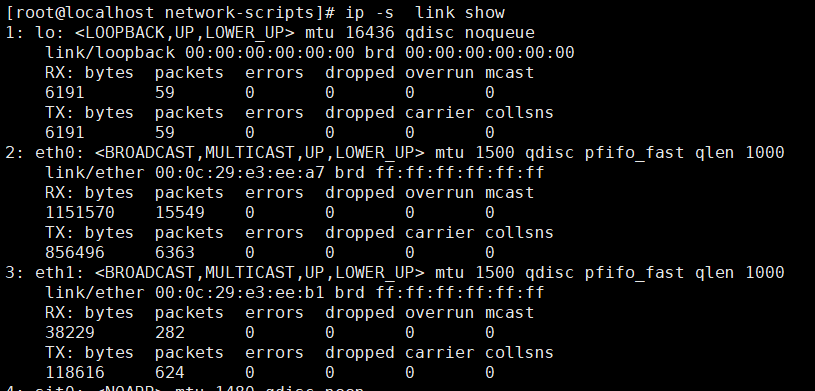 [root@localhost network-scripts]# ip -s  link show
1: lo: <LOOPBACK,UP,LOWER_UP> mtu 16436 qdisc noqueue
    link/loopback 00:00:00:00:00:00 brd 00:00:00:00:00:00
    RX: bytes  packets  errors  dropped overrun mcast
    6191       59       0       0       0       0
    TX: bytes  packets  errors  dropped carrier collsns
    6191       59       0       0       0       0
2: eth0: <BROADCAST,MULTICAST,UP,LOWER_UP> mtu 1500 qdisc pfifo_fast qlen 1000
    link/ether 00:0c:29:e3:ee:a7 brd ff:ff:ff:ff:ff:ff
    RX: bytes  packets  errors  dropped overrun mcast
    1151570    15549    0       0       0       0
    TX: bytes  packets  errors  dropped carrier collsns
    856496     6363     0       0       0       0
3: eth1: <BROADCAST,MULTICAST,UP,LOWER_UP> mtu 1500 qdisc pfifo_fast qlen 1000
    link/ether 00:0c:29:e3:ee:b1 brd ff:ff:ff:ff:ff:ff
    RX: bytes  packets  errors  dropped overrun mcast
    38229      282      0       0       0       0
    TX: bytes  packets  errors  dropped carrier collsns
    118616     624      0       0       0       0
4: sit0: <NOARP> mtu 1480 qdisc noop